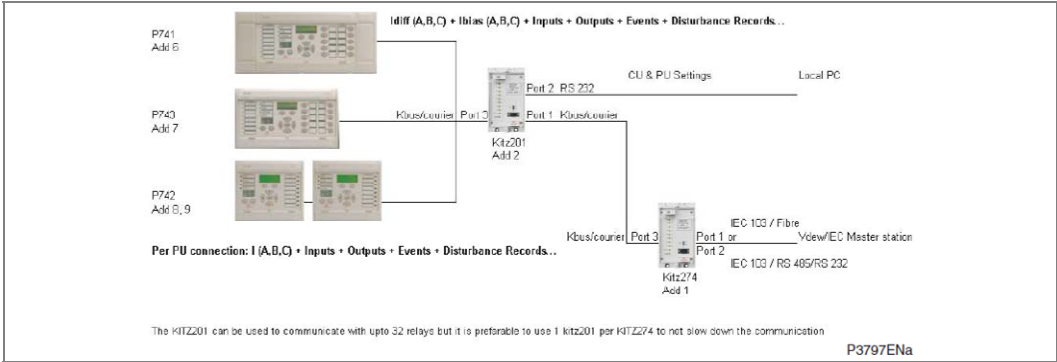 Idiff (A,B,C) + Ibias (A,B,C) + Inputs + Outputs + Events + Disturbance Records...
P741
Add 6
CU & PU Settings
Local PC
Port 2 RS 232
P743
Add 7
Kbus/courier Port 3
Port 1 Kbus/courier
Kitz201
Add 2
P742
Add 8, 9
IEC 103 / Fibre
Kbus/courier Port 3
Port 1 or
Port 2
Vdew/IEC Master station
IEC 103 / RS 485/RS 232
Per PU connection: I (A,B,C) + Inputs + Outputs + Events + Disturbance Records...
Kitz274
Add 1
The KITZ201 can be used to communicate with upto 32 relays but it is preferable to use 1 kitz201 per KITZ274 to not slow down the communication
P3797ENa